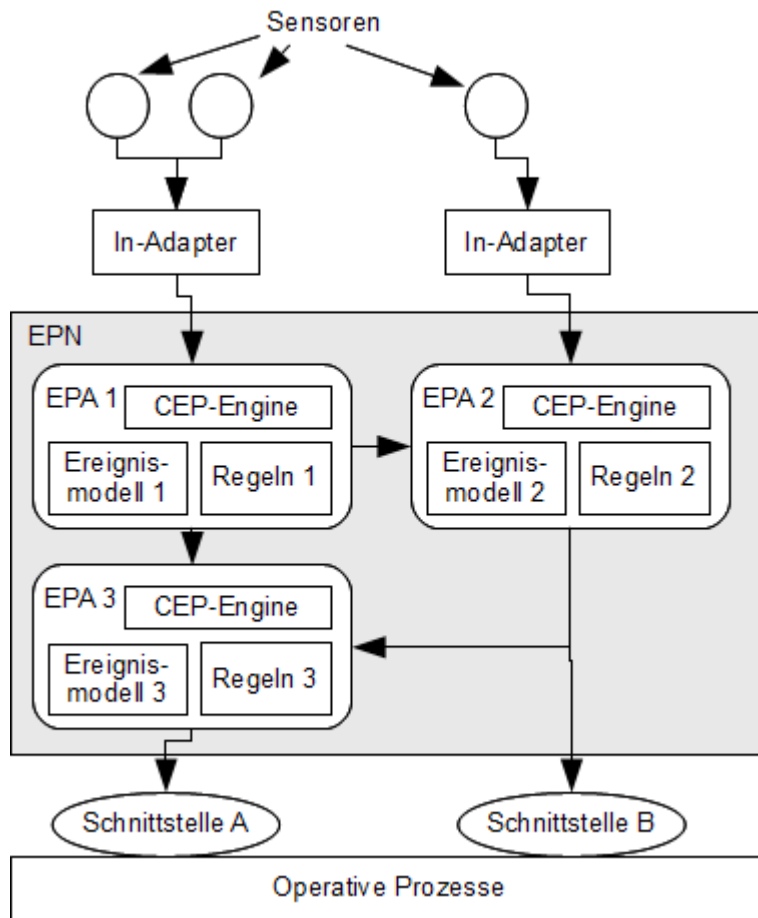 Sensoren
In-Adapter
In-Adapter
EPN
EPA 1
CEP-Engine
Ereignis-
modell 1
Regeln 1
EPA 2
CEP-Engine
Ereignis-
modell 2
Regeln 2
EPA 3
CEP-Engine
Ereignis-
modell 3
Regeln 3
Schnittstelle A
Schnittstelle B
Operative Prozesse